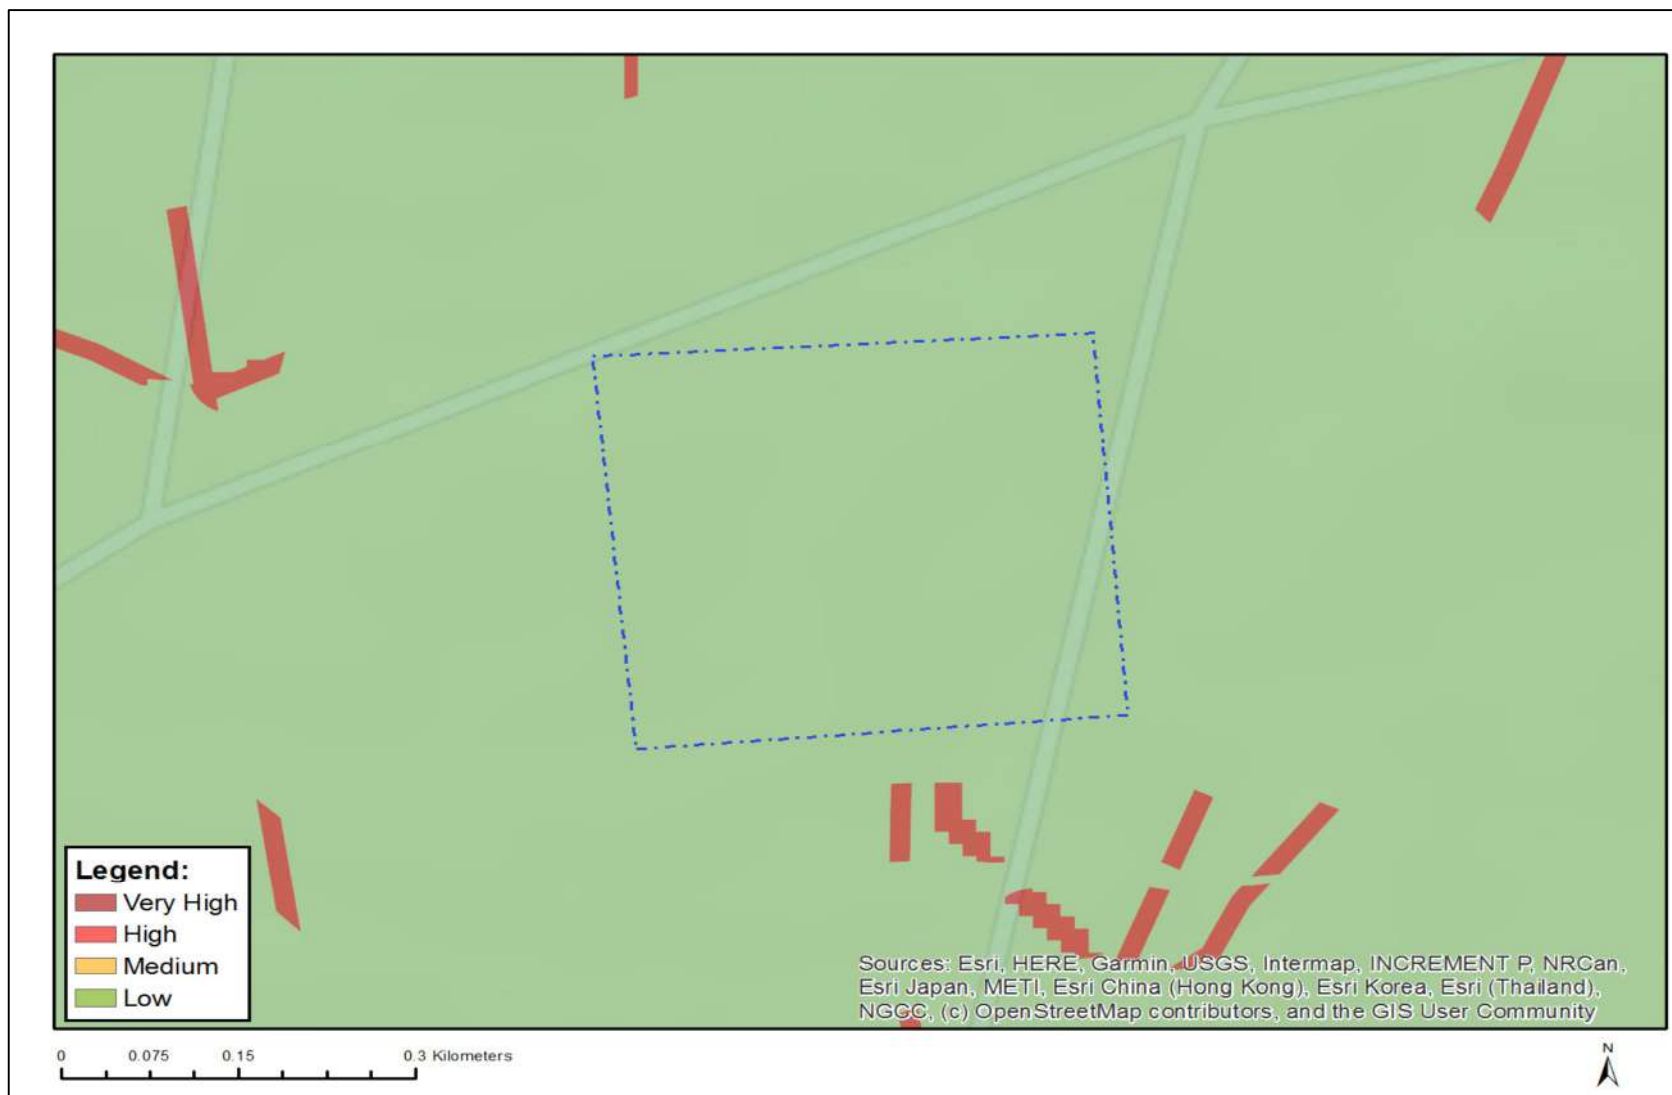 Legend:
Very High
High
Medium
Low
Sources: Esri, HERE, Garmin, USGS, Intermap, INCREMENT P, NRCan,
Esri Japan, METI, Esri China (Hong Kong), Esri Korea, Esri (Thailand),
NGCC, (c) OpenStreetMap contributors, and the GIS User Community
0 0.075 0.15 0.3 Kilometers
N